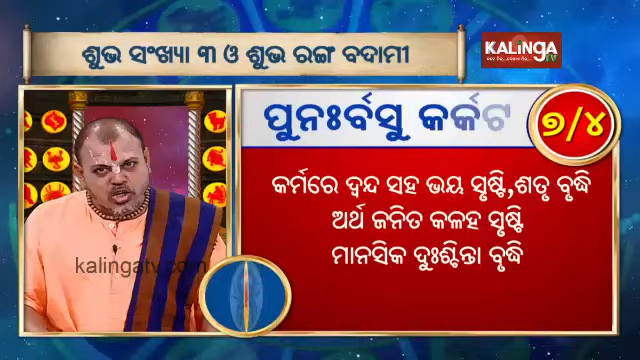 ଶୁଭ ସଂଖ୍ୟା ୩ ଓ ଶୁଭ ରଙ୍ଗ ବଦାମୀ
KALINGA TV
ପୁନଃର୍ବସୁ କର୍କଟ
୭/୪
କର୍ମରେ ଦ୍ୱନ୍ଦ ସହ ଭୟ ସୃଷ୍ଟି,ଶତୃ ବୃଦ୍ଧି
ଅର୍ଥ ଜନିତ କଳହ ସୃଷ୍ଟି
ମାନସିକ ଦୁଃଶ୍ଚିନ୍ତା ବୃଦ୍ଧି
kalingatv.com